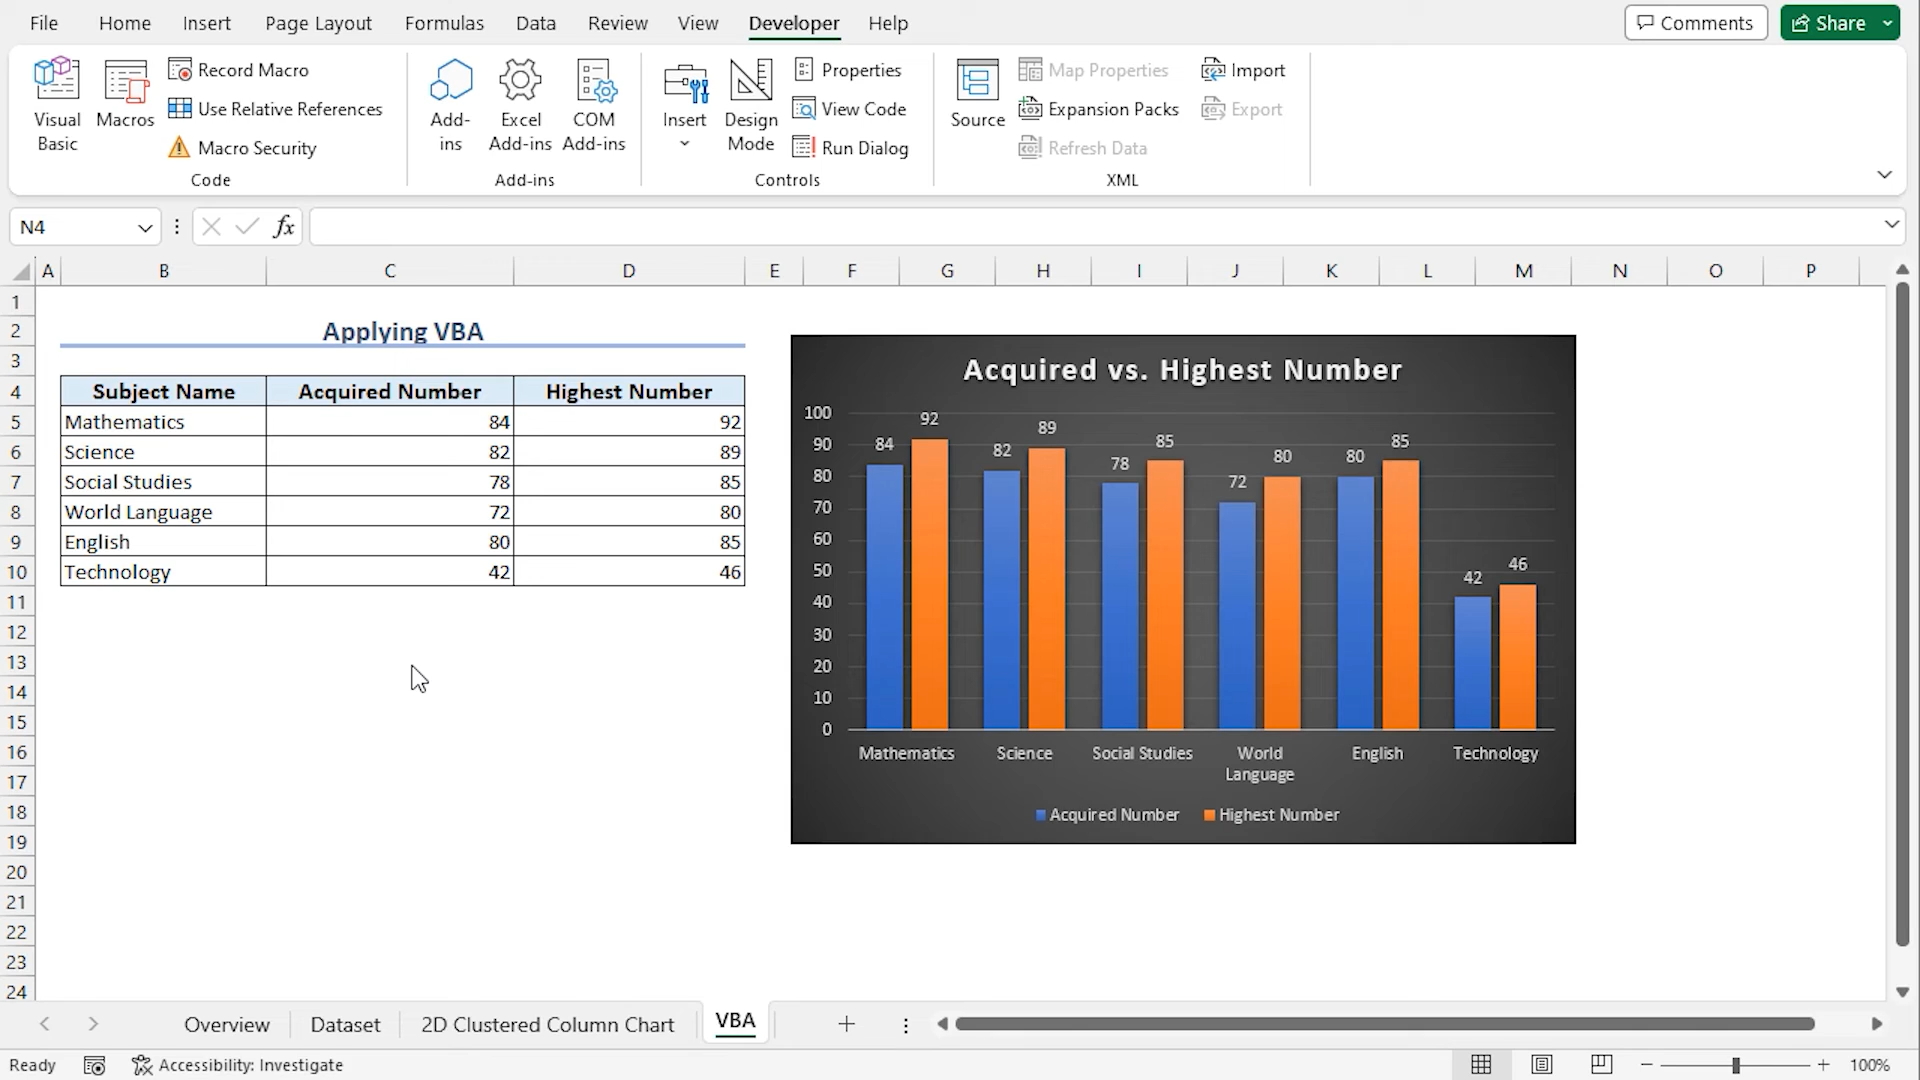 File Home Insert Page Layout Formulas Data Review View Developer Help Comments Share
Visual Basic
Macros
Record Macro
Use Relative References
Macro Security
Code
Add-ins
Excel Add-ins
COM Add-ins
Add-ins
Insert
Design Mode
Properties
View Code
Run Dialog
Controls
Source
Map Properties
Expansion Packs
Refresh Data
Import
Export
XML
N4 fx
A B C D E F G H I J K L M N O P
1
2 Applying VBA
3
4 Subject Name Acquired Number Highest Number
5 Mathematics 84 92
6 Science 82 89
7 Social Studies 78 85
8 World Language 72 80
9 English 80 85
10 Technology 42 46
11
12
13
14
15
16
17
18
19
20
21
22
23
24
Acquired vs. Highest Number
100
90
80
70
60
50
40
30
20
10
0
84 92 82 89 78 85 72 80 80 85 42 46
Mathematics Science Social Studies World Language English Technology
Acquired Number Highest Number
Overview Dataset 2D Clustered Column Chart VBA
Ready Accessibility: Investigate 100%